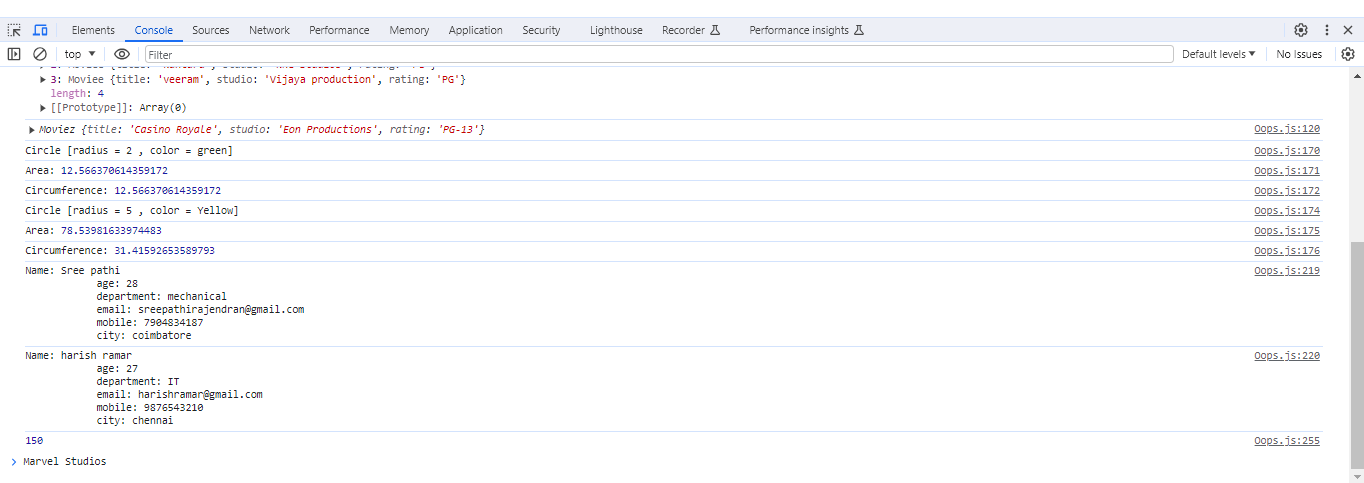 Elements Console Sources Network Performance Memory Application Security Lighthouse Recorder Performance insights
top Filter Default levels No Issues
3: Moviee {title: 'veeram', studio: 'Vijaya production', rating: 'PG'}
length: 4
[[Prototype]]: Array(0)
Moviez {title: 'Casino Royale', studio: 'Eon Productions', rating: 'PG-13'} Oops.js:120
Circle [radius = 2 , color = green] Oops.js:170
Area: 12.566370614359172 Oops.js:171
Circumference: 12.566370614359172 Oops.js:172
Circle [radius = 5 , color = Yellow] Oops.js:174
Area: 78.53981633974483 Oops.js:175
Circumference: 31.41592653589793 Oops.js:176
Name: Sree pathi Oops.js:219
age: 28
department: mechanical
email: sreepathirajendran@gmail.com
mobile: 7904834187
city: coimbatore
Name: harish ramar Oops.js:220
age: 27
department: IT
email: harishramar@gmail.com
mobile: 9876543210
city: chennai
150 Oops.js:255
Marvel Studios